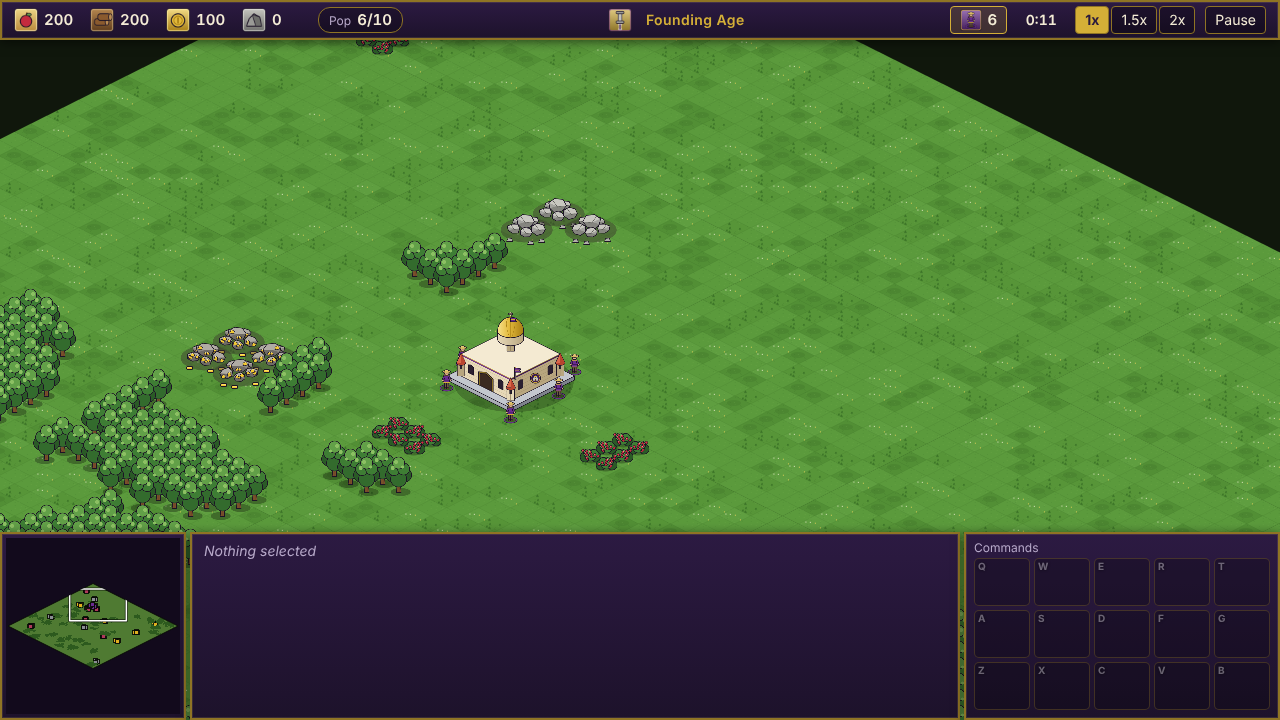 200 200 100 0 Pop 6/10 Founding Age 6 0:11 1x 1.5x 2x Pause
Nothing selected
Commands
Q W E R T
A S D F G
Z X C V B